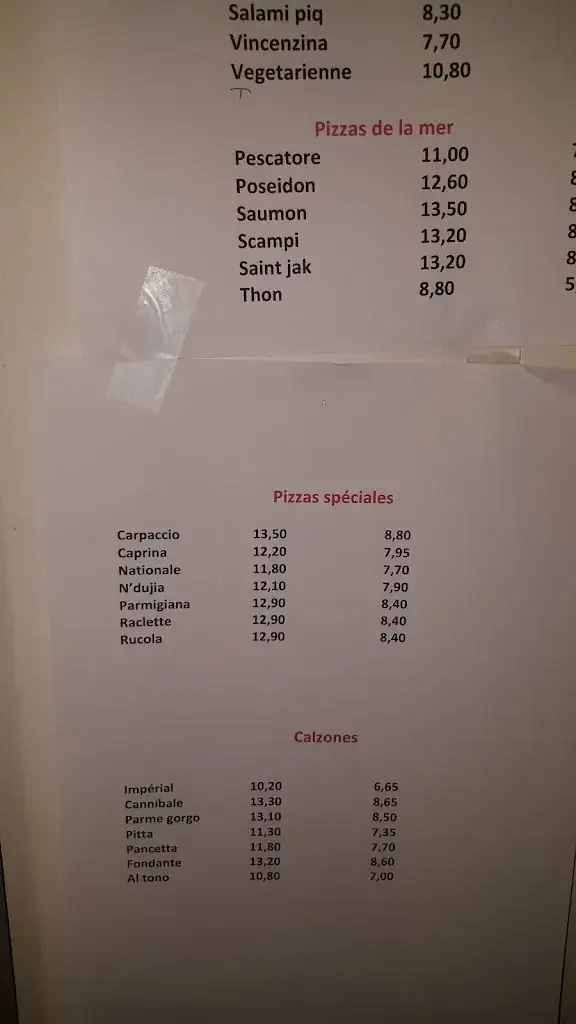 Salami piq 8,30
Vincenzina 7,70
Vegetarienne 10,80
Pizzas de la mer
Pescatore 11,00
Poseidon 12,60
Saumon 13,50
Scampi 13,20 8
Saint jak 13,20 8
Thon 8,80 5
Pizzas spéciales
Carpaccio 13,50 8,80
Caprina 12,20 7,95
Nationale 11,80 7,70
N'dujia 12,10 7,90
Parmigiana 12,90 8,40
Raclette 12,90 8,40
Rucola 12,90 8,40
Calzones
Impérial 10,20 6,65
Cannibale 13,30 8,65
Parme gorgo 13,10 8,50
Pitta 11,30 7,35
Pancetta 11,80 7,70
Fondante 13,20 8,60
Al tono 10,80 7,00